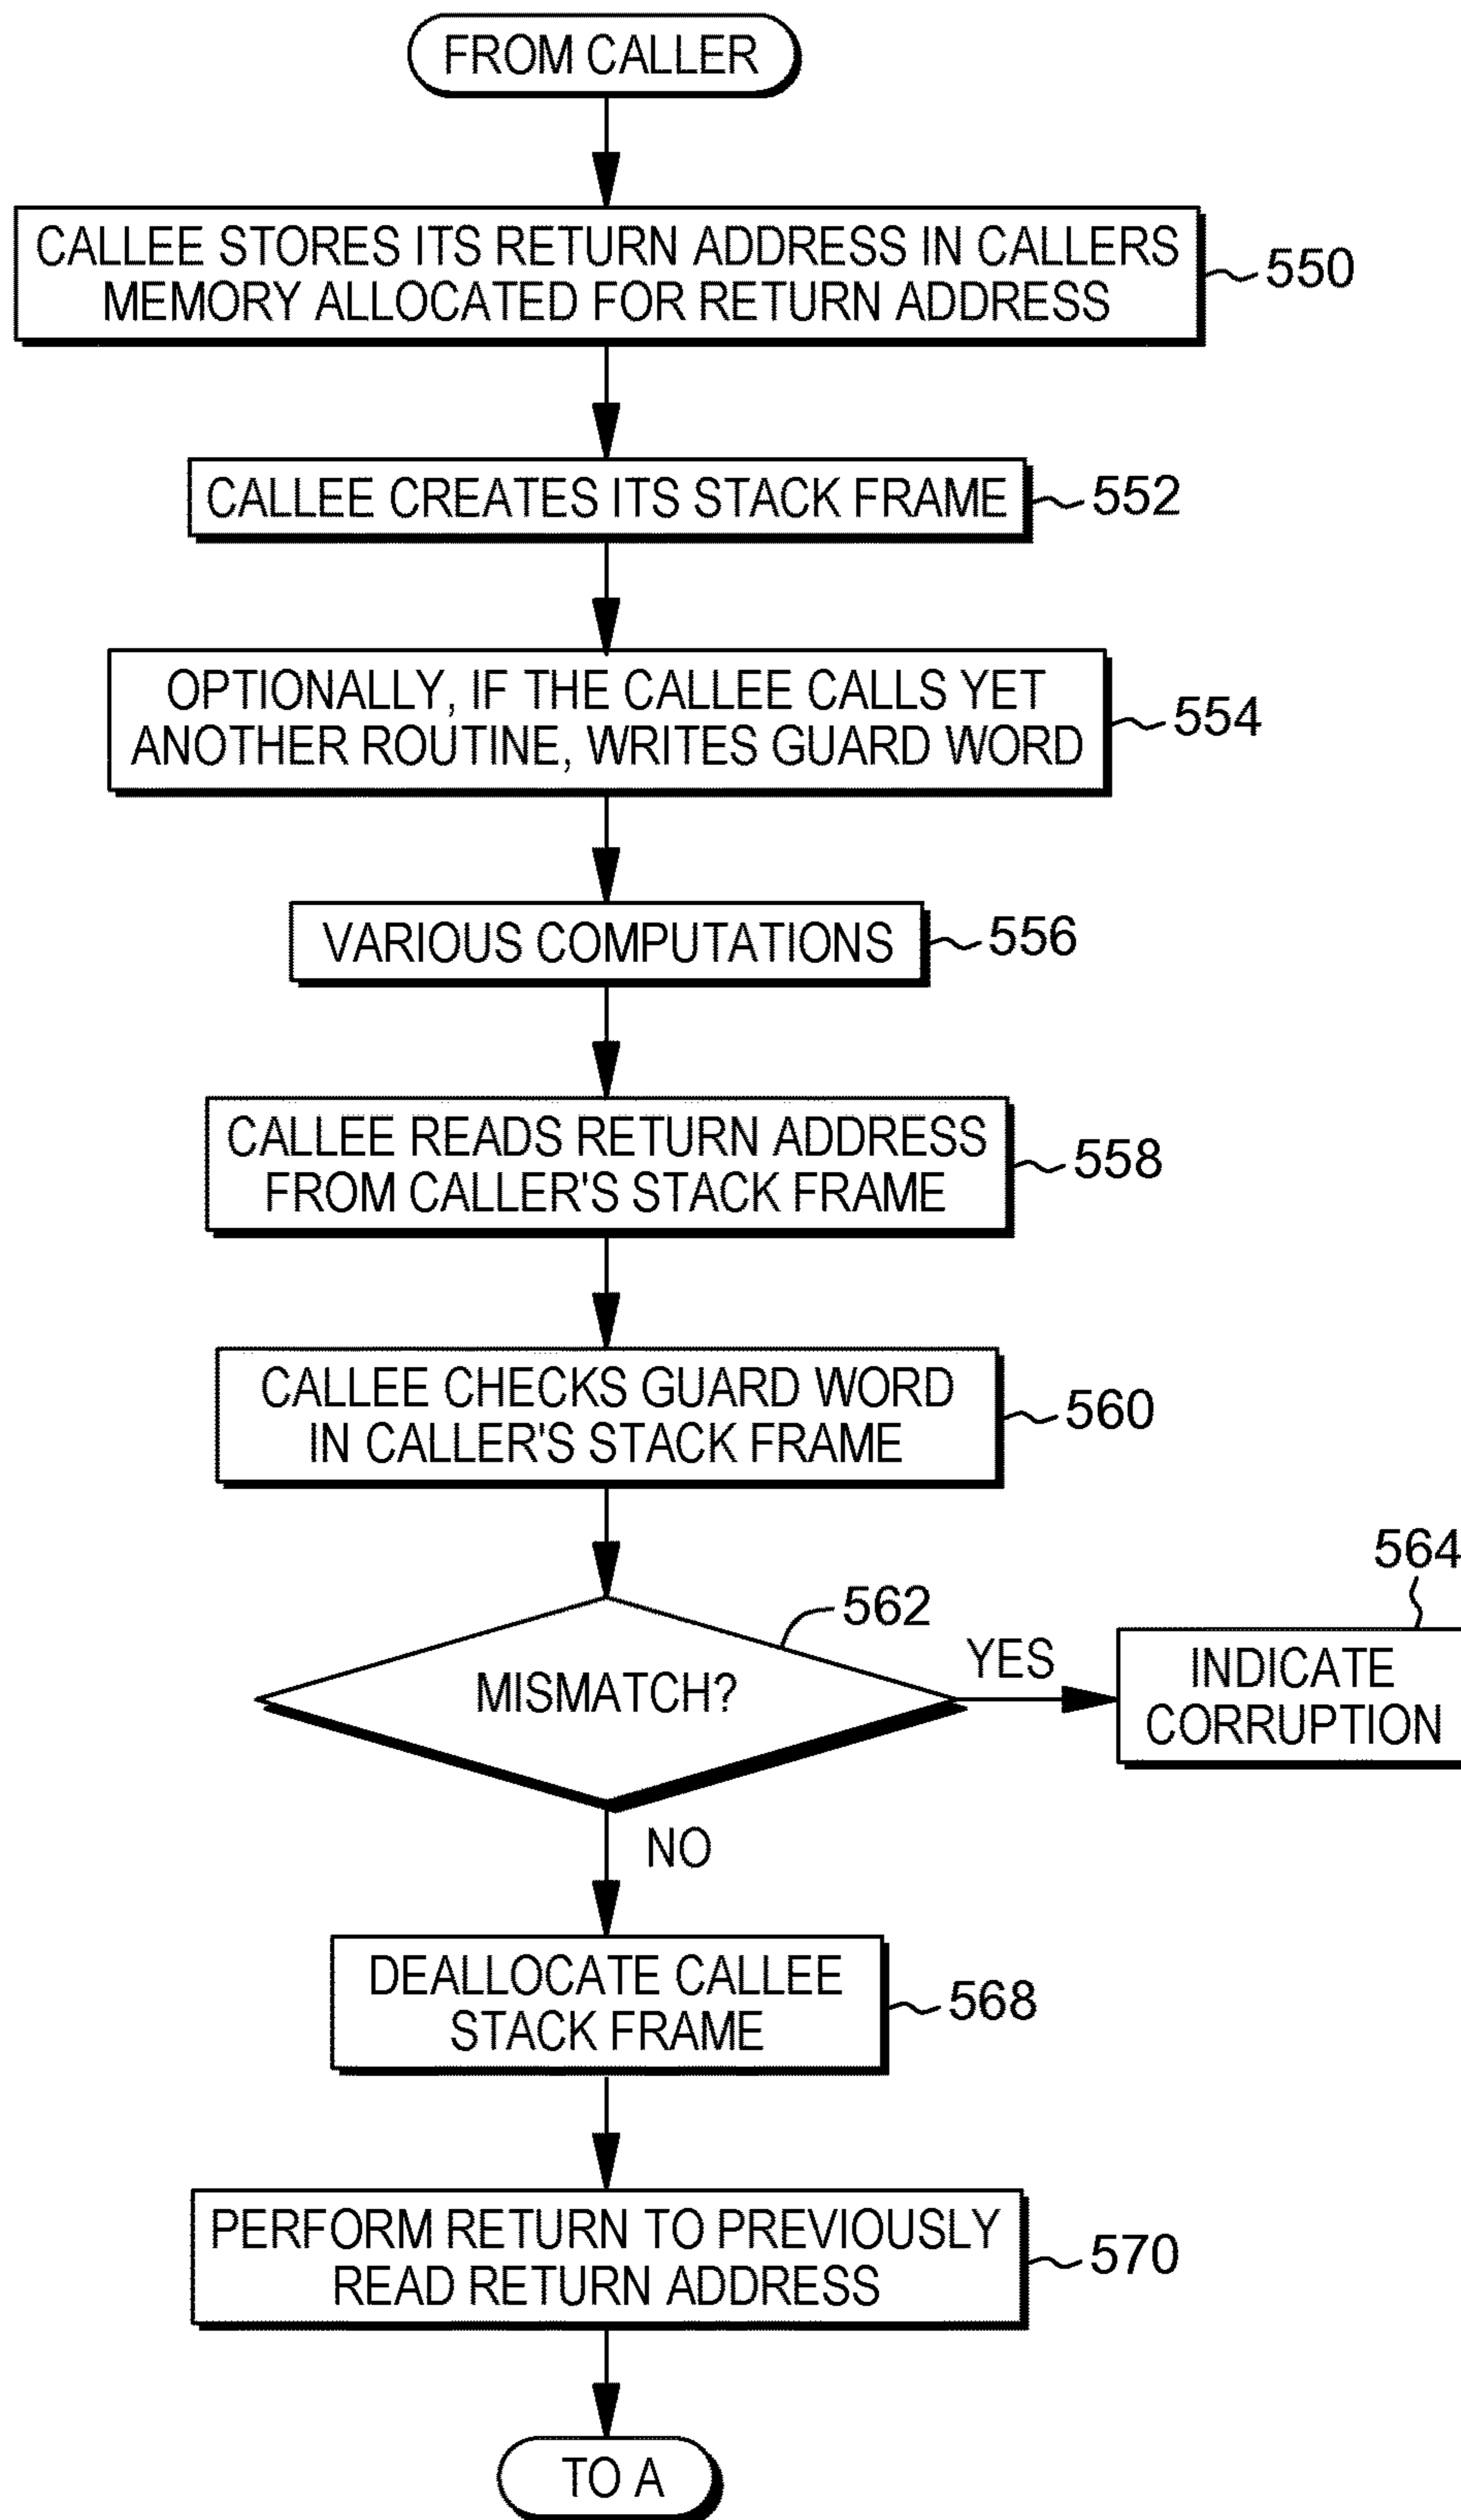 FROM CALLER
CALLEE STORES ITS RETURN ADDRESS IN CALLERS
MEMORY ALLOCATED FOR RETURN ADDRESS
550
CALLEE CREATES ITS STACK FRAME
552
OPTIONALLY, IF THE CALLEE CALLS YET
ANOTHER ROUTINE, WRITES GUARD WORD
554
VARIOUS COMPUTATIONS
556
CALLEE READS RETURN ADDRESS
FROM CALLER'S STACK FRAME
558
CALLEE CHECKS GUARD WORD
IN CALLER'S STACK FRAME
560
MISMATCH?
562
YES
564
INDICATE
CORRUPTION
NO
DEALLOCATE CALLEE
STACK FRAME
568
PERFORM RETURN TO PREVIOUSLY
READ RETURN ADDRESS
570
TO A